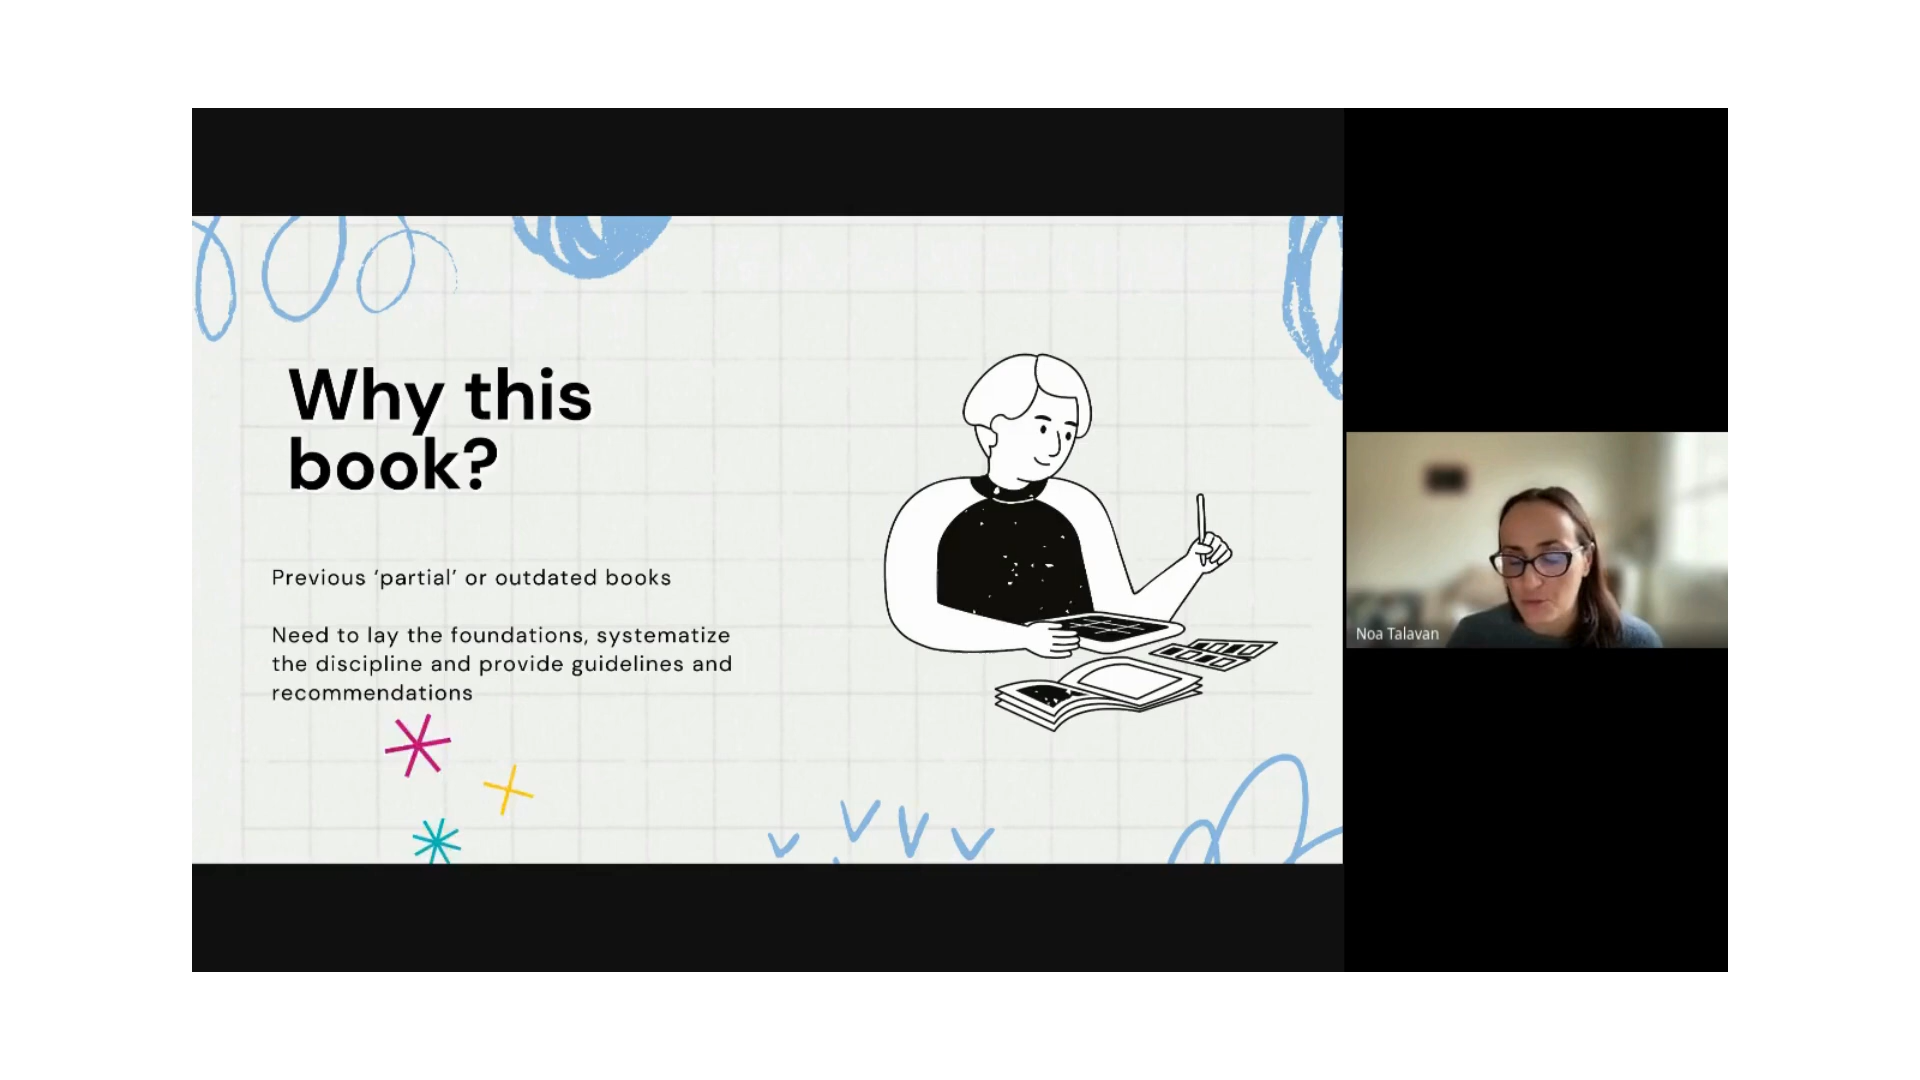 Why this
book?
Previous ‘partial’ or outdated books
Need to lay the foundations, systematize
the discipline and provide guidelines and
recommendations
Noa Talavan